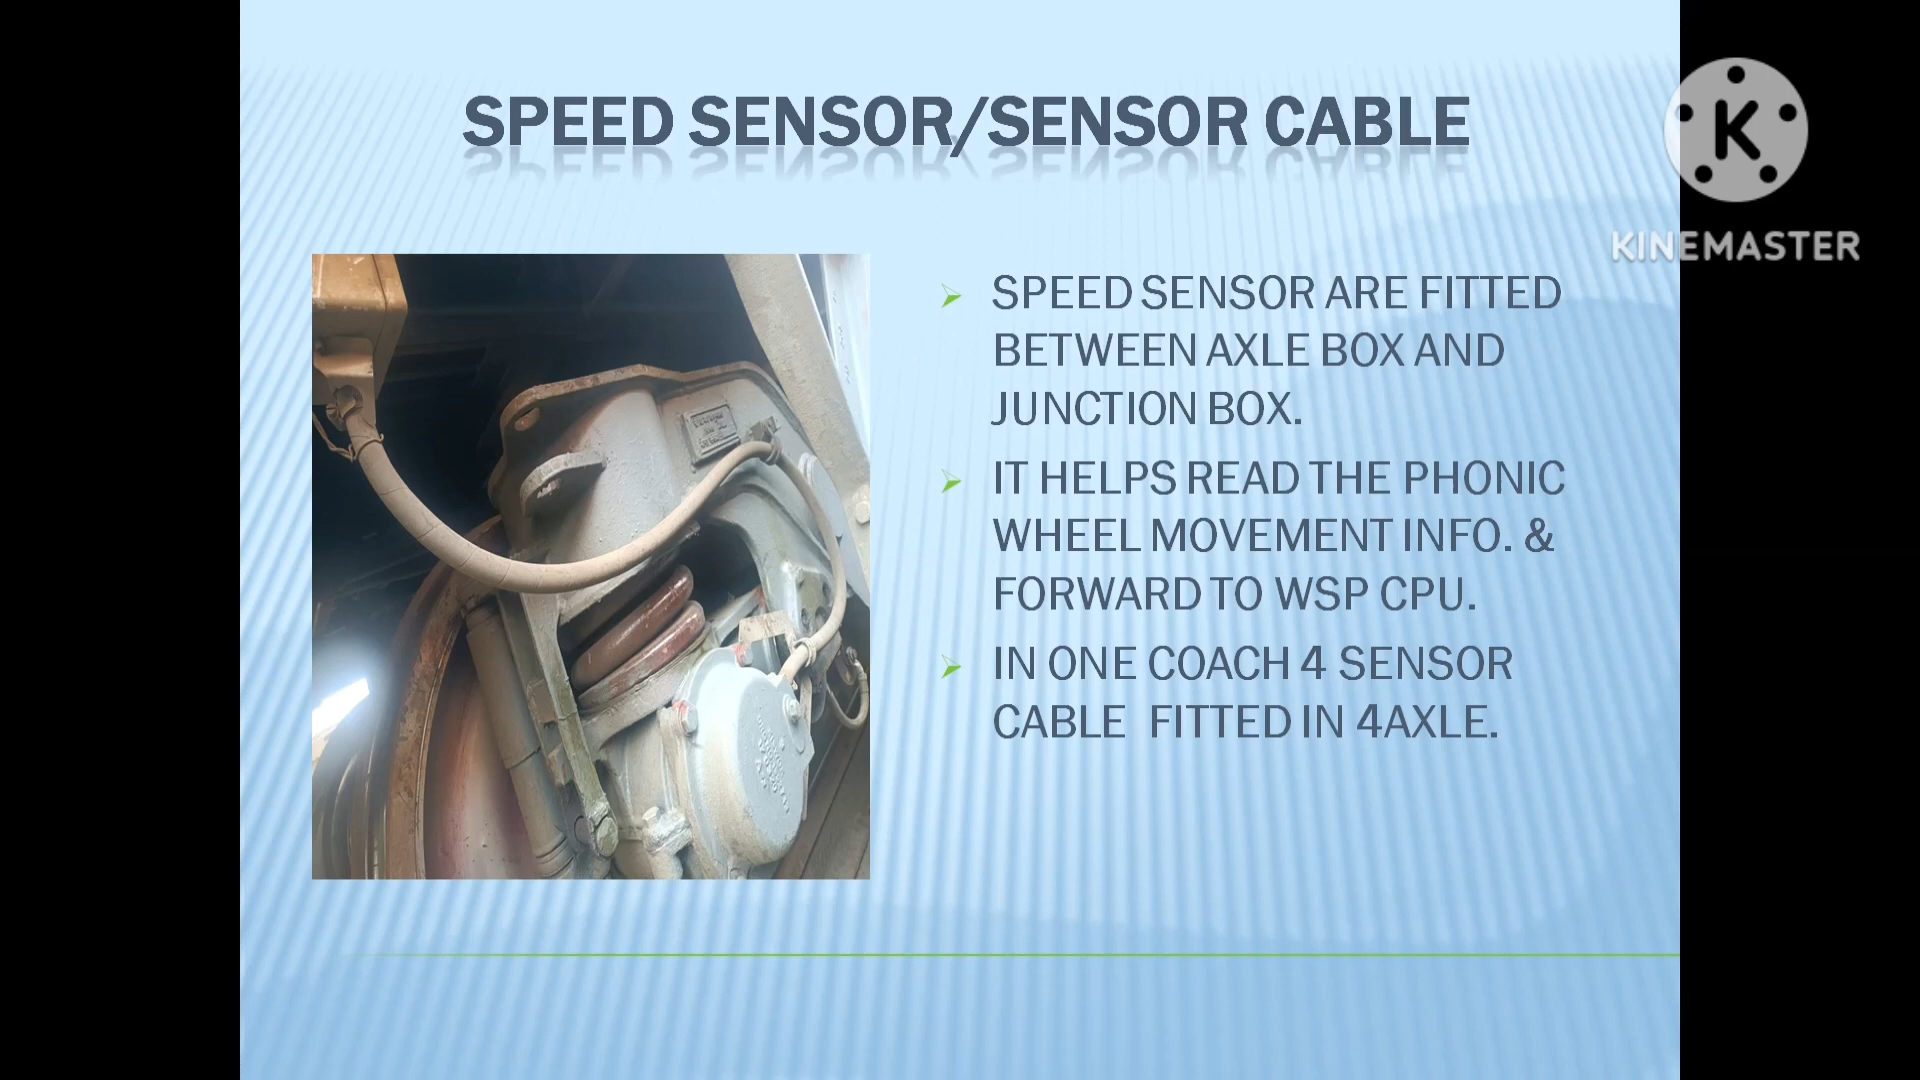 SPEED SENSOR/SENSOR CABLE
K
KINEMASTER
SPEED SENSOR ARE FITTED
BETWEEN AXLE BOX AND
JUNCTION BOX.
IT HELPS READ THE PHONIC
WHEEL MOVEMENT INFO. &
FORWARD TO WSP CPU.
IN ONE COACH 4 SENSOR
CABLE FITTED IN 4AXLE.